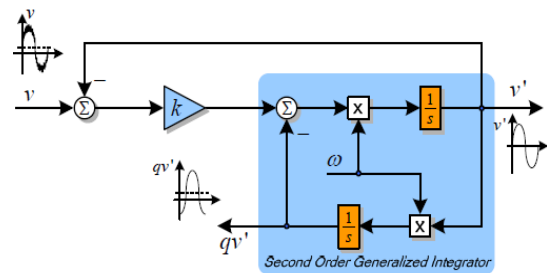 v
v'
v
Σ
−
k
Σ
−
x
1/s
v'
qv'
ω
qv'
1/s
x
Second Order Generalized Integrator